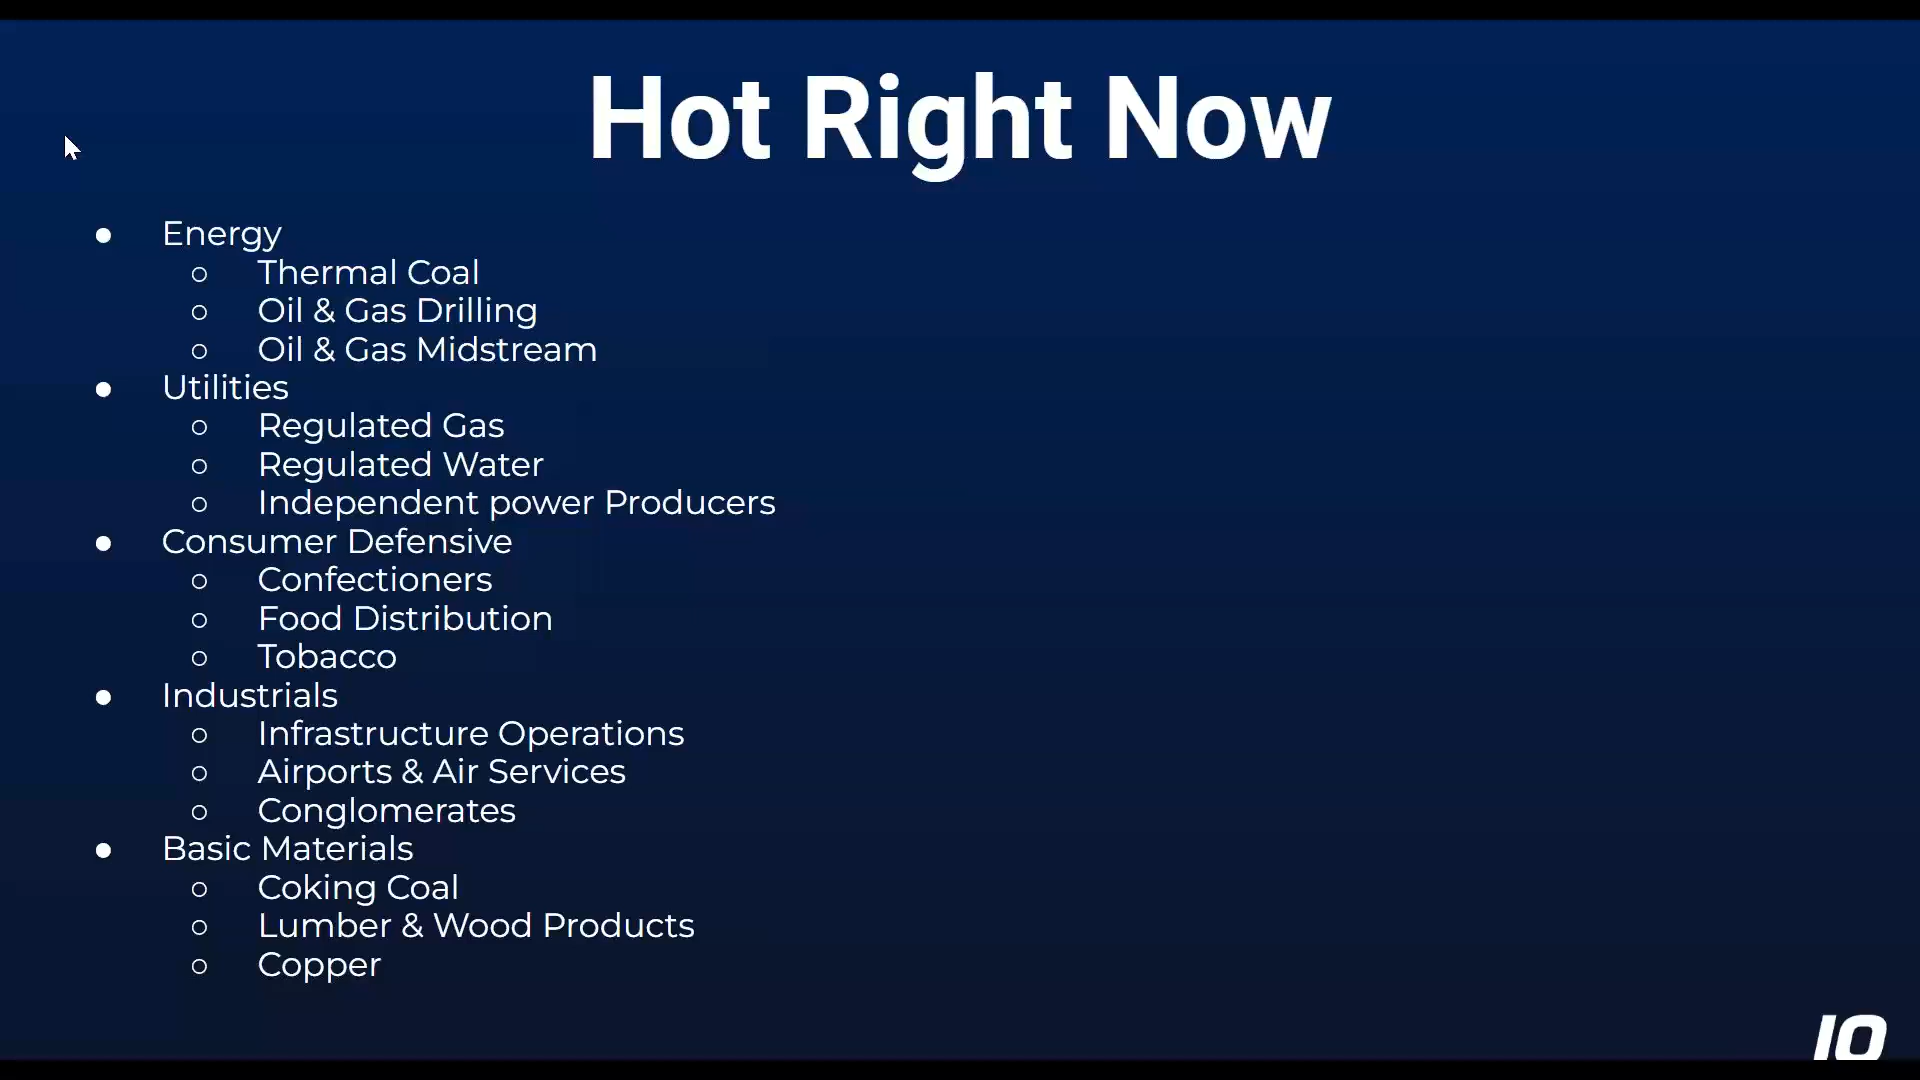 Hot Right Now
● Energy
○ Thermal Coal
○ Oil & Gas Drilling
○ Oil & Gas Midstream
● Utilities
○ Regulated Gas
○ Regulated Water
○ Independent power Producers
● Consumer Defensive
○ Confectioners
○ Food Distribution
○ Tobacco
● Industrials
○ Infrastructure Operations
○ Airports & Air Services
○ Conglomerates
● Basic Materials
○ Coking Coal
○ Lumber & Wood Products
○ Copper
IO